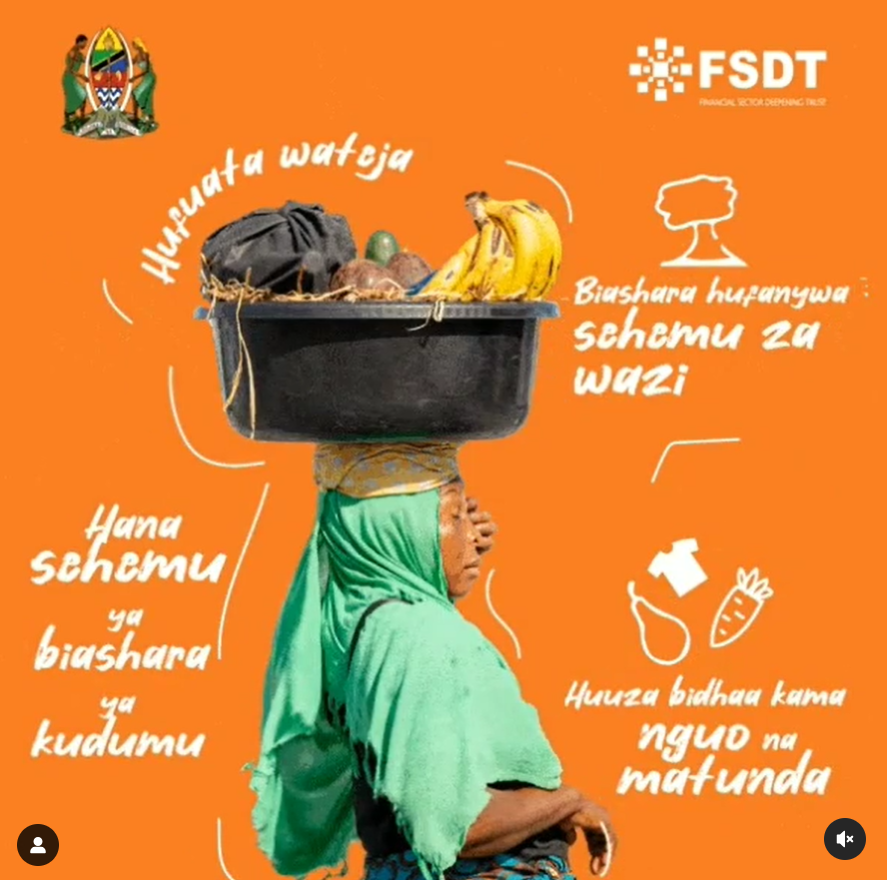 FSDT
FINANCIAL SECTOR DEEPENING TRUST
Hufuata wateja
Biashara hufanywa
sehemu za
wazi
Hana
sehemu
ya
biashara
ya
kudumu
Huuza bidhaa kama
nguo na
matunda